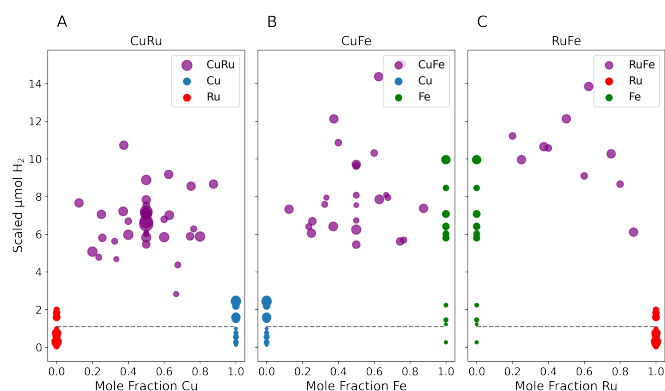 A
B
C
CuRu
CuFe
RuFe
CuRu
Cu
Ru
CuFe
Cu
Fe
RuFe
Ru
Fe
Scaled μmol H₂
14
12
10
8
6
4
2
0
0.0 0.2 0.4 0.6 0.8 1.0
0.0 0.2 0.4 0.6 0.8 1.0
0.0 0.2 0.4 0.6 0.8 1.0
Mole Fraction Cu
Mole Fraction Fe
Mole Fraction Ru